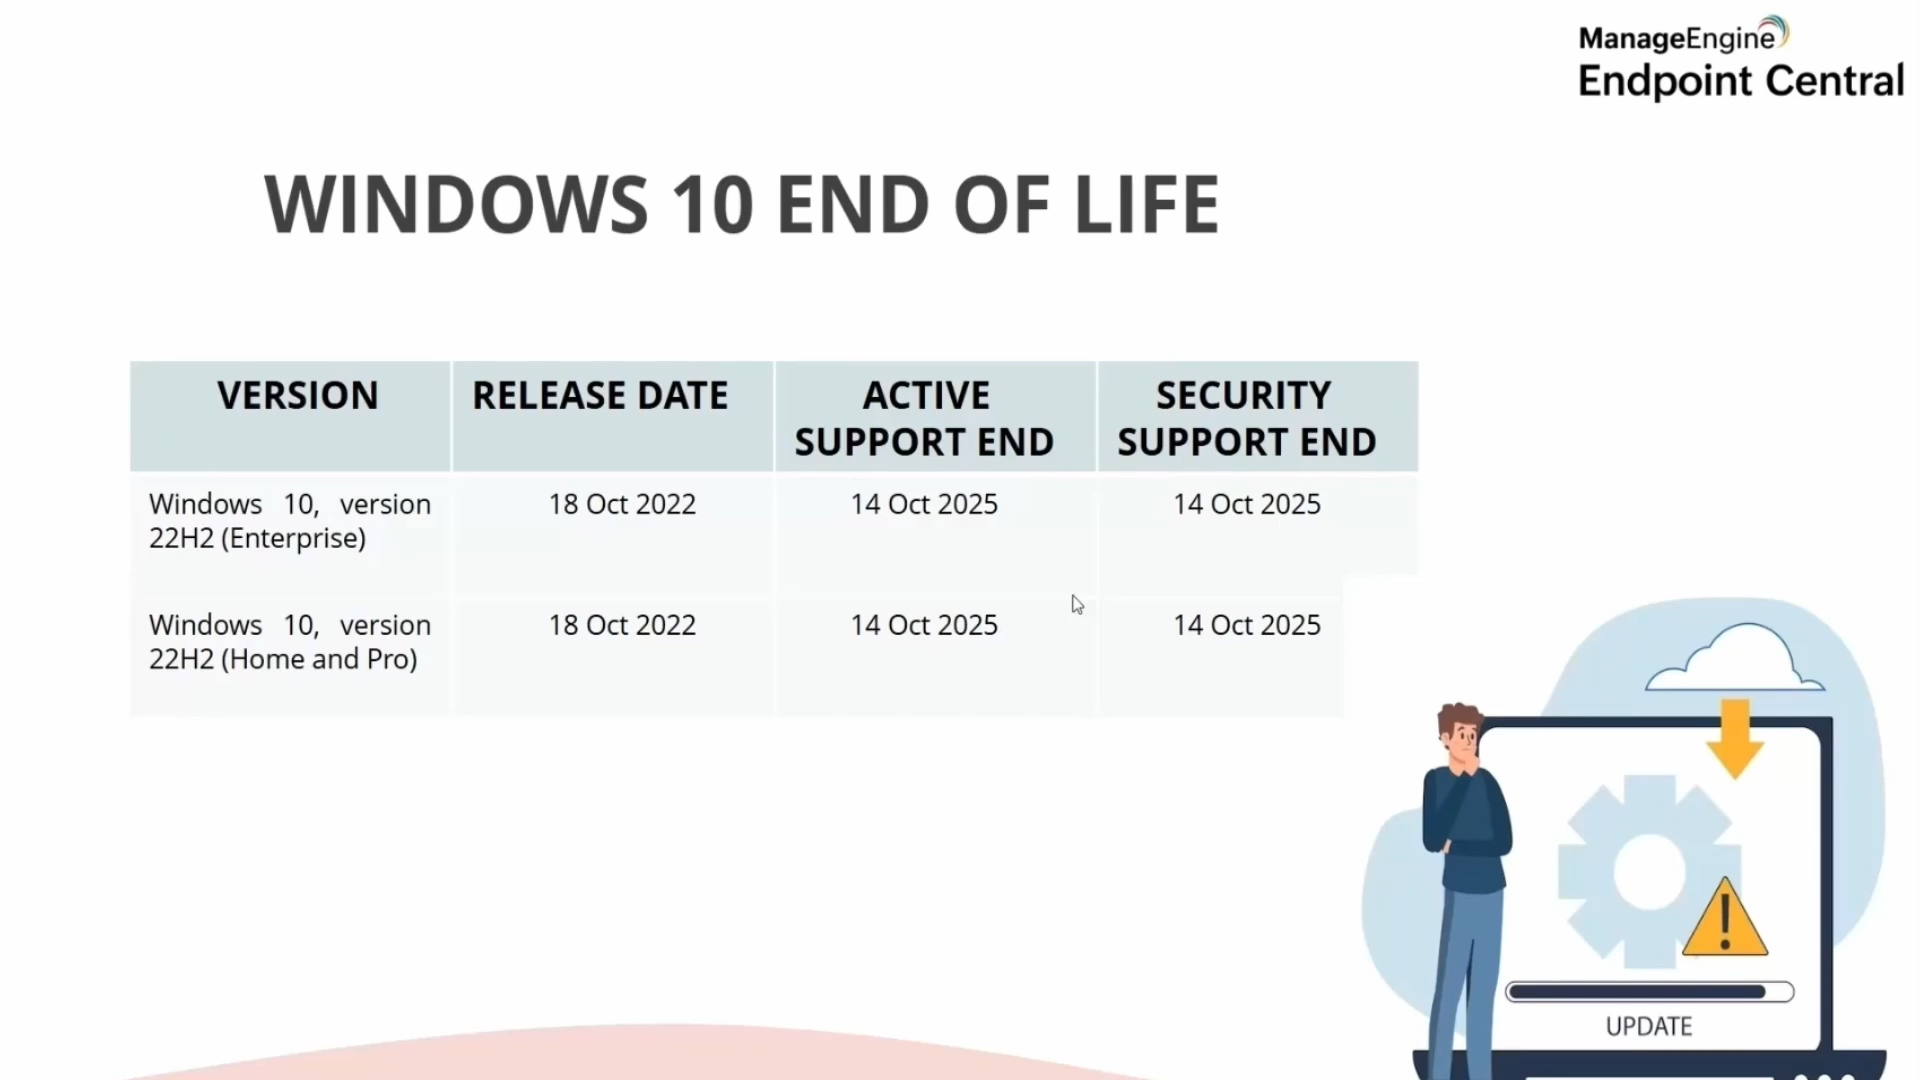 ManageEngine
Endpoint Central
WINDOWS 10 END OF LIFE
VERSION
RELEASE DATE
ACTIVE
SUPPORT END
SECURITY
SUPPORT END
Windows 10, version
22H2 (Enterprise)
18 Oct 2022
14 Oct 2025
14 Oct 2025
Windows 10, version
22H2 (Home and Pro)
18 Oct 2022
14 Oct 2025
14 Oct 2025
!
UPDATE